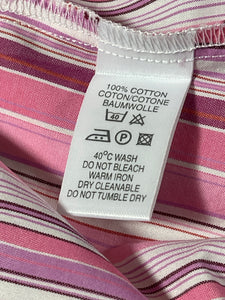 100% COTTON
COTON/COTONE
BAUMWOLLE
40 P
40°C WASH
DO NOT BLEACH
WARM IRON
DRY CLEANABLE
DO NOT TUMBLE DRY